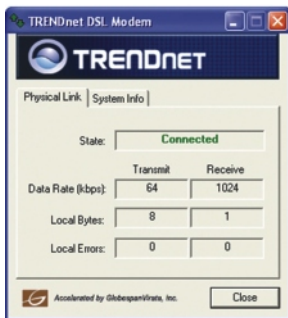 TRENDnet DSL Modem
TRENDNET
Physical Link System Info
State: Connected
Transmit Receive
Data Rate (kbps): 64 1024
Local Bytes: 8 1
Local Errors: 0 0
Accelerated by GlobespanVirata, Inc. Close